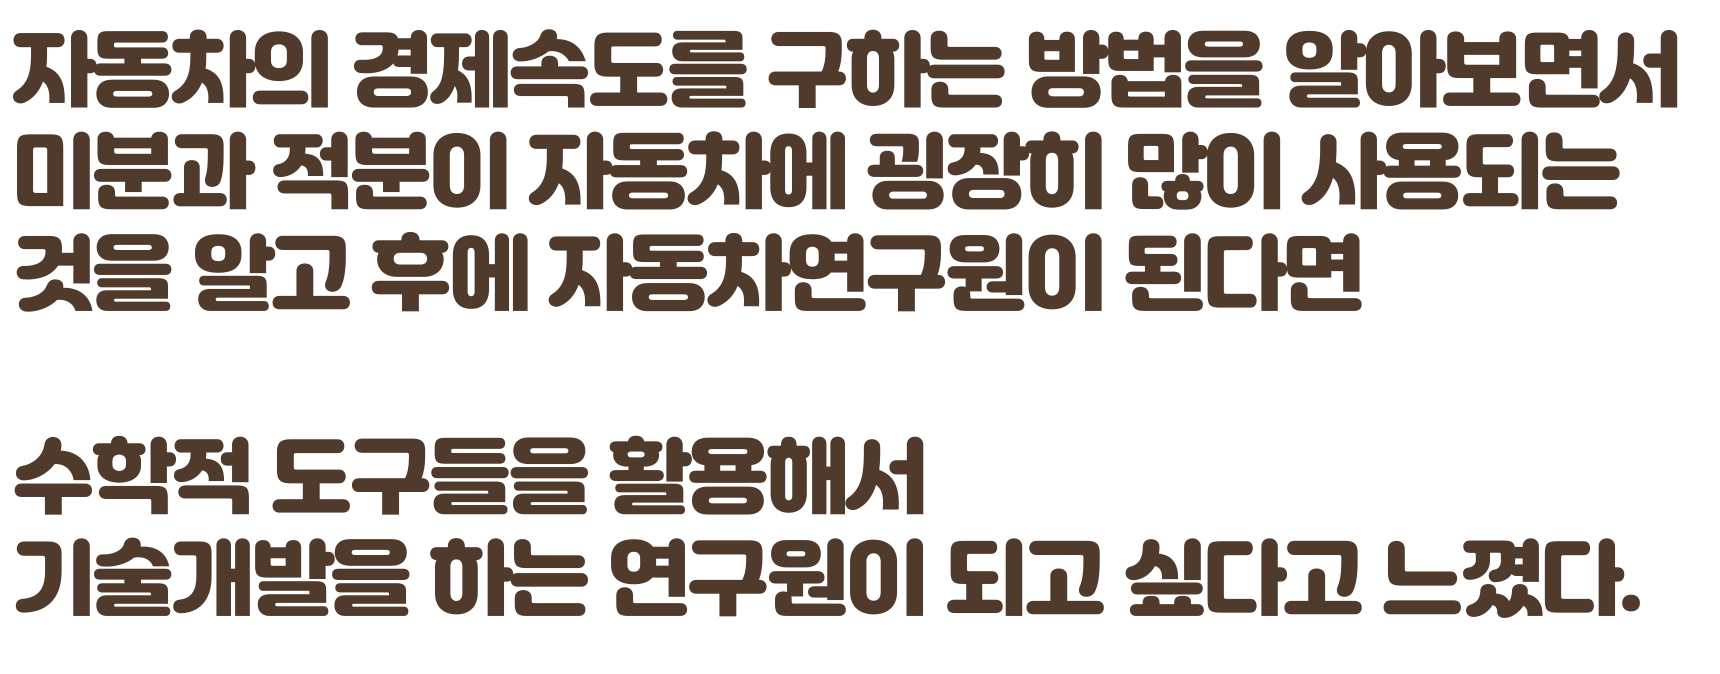 자동차의 경제속도를 구하는 방법을 알아보면서
미분과 적분이 자동차에 굉장히 많이 사용되는
것을 알고 후에 자동차연구원이 된다면
수학적 도구들을 활용해서
기술개발을 하는 연구원이 되고 싶다고 느꼈다.